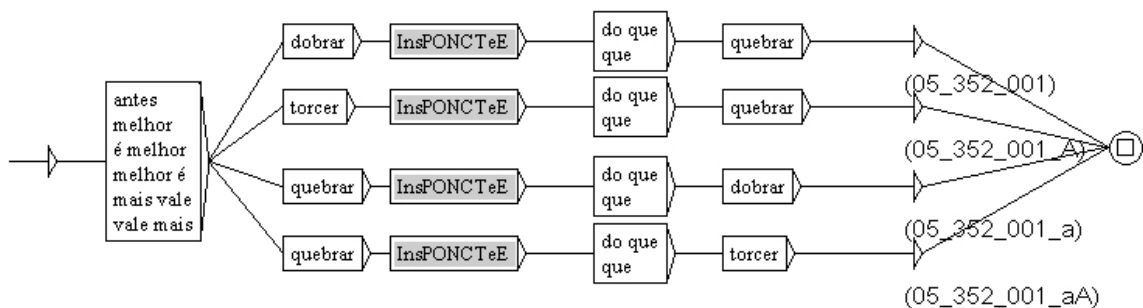 antes
melhor
é melhor
melhor é
mais vale
vale mais
dobrar
InsPONCTeE
do que
que
quebrar
(05_352_001)
torcer
InsPONCTeE
do que
que
quebrar
(05_352_001_A)
quebrar
InsPONCTeE
do que
que
dobrar
(05_352_001_a)
quebrar
InsPONCTeE
do que
que
torcer
(05_352_001_aA)